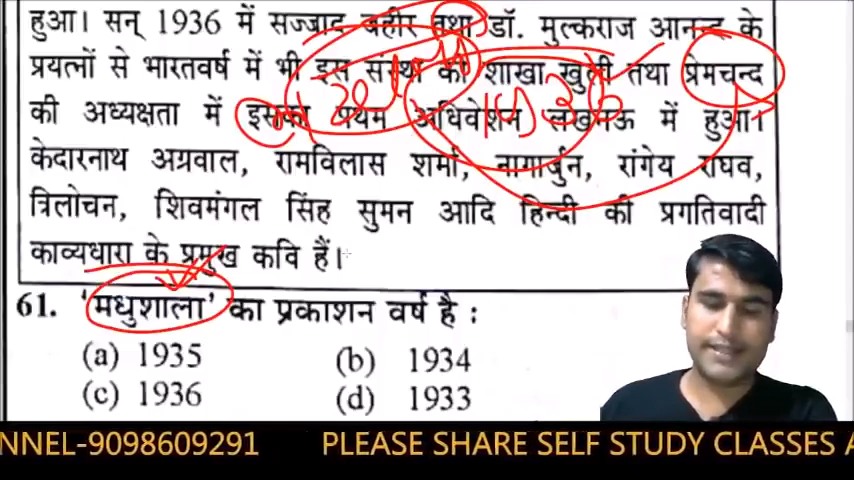 हुआ। सन् 1936 में सज्जाद जहीर तथा डॉ. मुल्कराज आनन्द के
प्रयत्नों से भारतवर्ष में भी इस संस्था की शाखा खुली तथा प्रेमचन्द
की अध्यक्षता में इसका प्रथम अधिवेशन लखनऊ में हुआ।
केदारनाथ अग्रवाल, रामविलास शर्मा, नागार्जुन, रांगेय राघव,
त्रिलोचन, शिवमंगल सिंह सुमन आदि हिन्दी की प्रगतिवादी
काव्यधारा के प्रमुख कवि हैं।
61. 'मधुशाला' का प्रकाशन वर्ष है :
(a) 1935 (b) 1934
(c) 1936 (d) 1933
NNEL-9098609291 PLEASE SHARE SELF STUDY CLASSES A